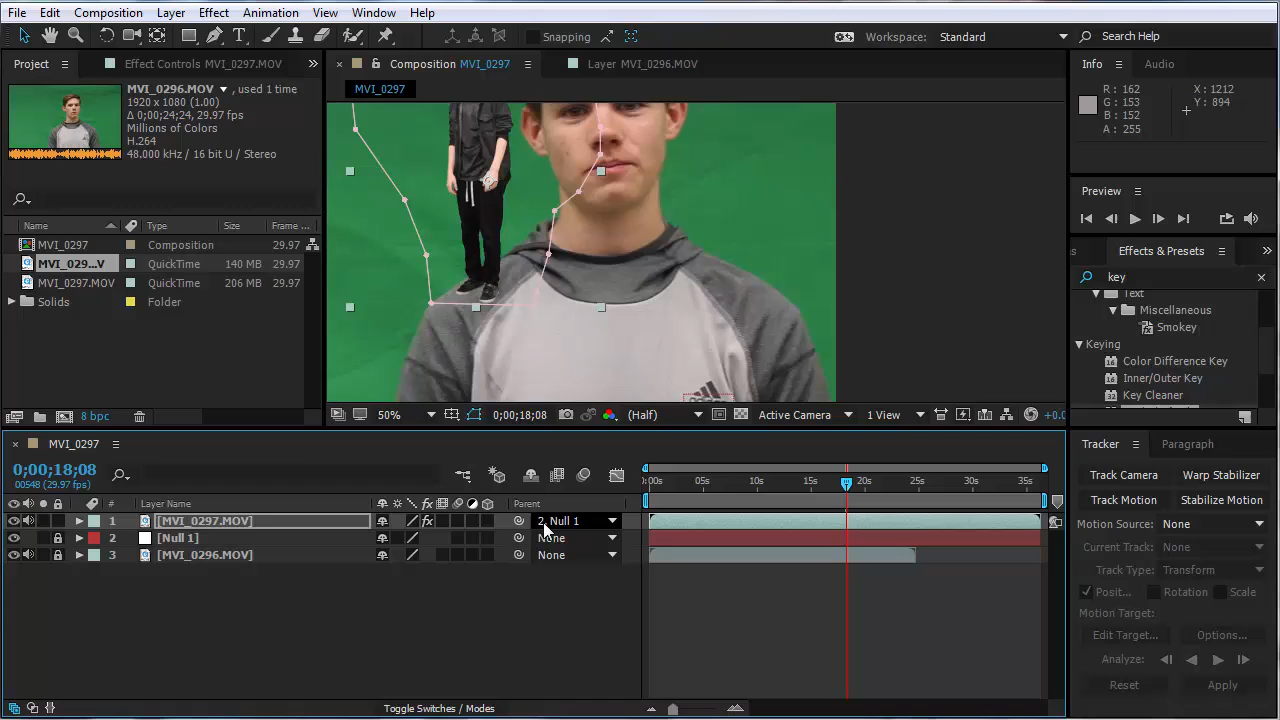 File Edit Composition Layer Effect Animation View Window Help
Snapping
Workspace: Standard
Search Help
Project
Effect Controls MVI_0297.MOV
Composition MVI_0297
Layer MVI_0296.MOV
Info
Audio
MVI_0297
MVI_0296.MOV , used 1 time
1920 x 1080 (1.00)
Δ 0;00;24;24, 29.97 fps
Millions of Colors
H.264
48.000 kHz / 16 bit U / Stereo
R : 162
G : 153
B : 152
A : 255
X : 1212
Y : 894
Preview
Effects & Presets
key
Text
Miscellaneous
Smokey
Keying
Color Difference Key
Inner/Outer Key
Key Cleaner
Name Type Size Frame ...
MVI_0297 Composition 29.97
MVI_029...V QuickTime 140 MB 29.97
MVI_0297.MOV QuickTime 206 MB 29.97
Solids Folder
8 bpc
50%
0;00;18;08
(Half)
Active Camera
1 View
+0.0
MVI_0297
0;00;18;08
00548 (29.97 fps)
# Layer Name Parent
1 [MVI_0297.MOV] 2. Null 1
2 [Null 1] None
3 [MVI_0296.MOV] None
:00s 05s 10s 15s 20s 25s 30s 35s
Toggle Switches / Modes
Tracker
Paragraph
Track Camera Warp Stabilizer
Track Motion Stabilize Motion
Motion Source: None
Current Track: None
Track Type: Transform
Posit... Rotation Scale
Motion Target:
Edit Target... Options...
Analyze:
Reset Apply